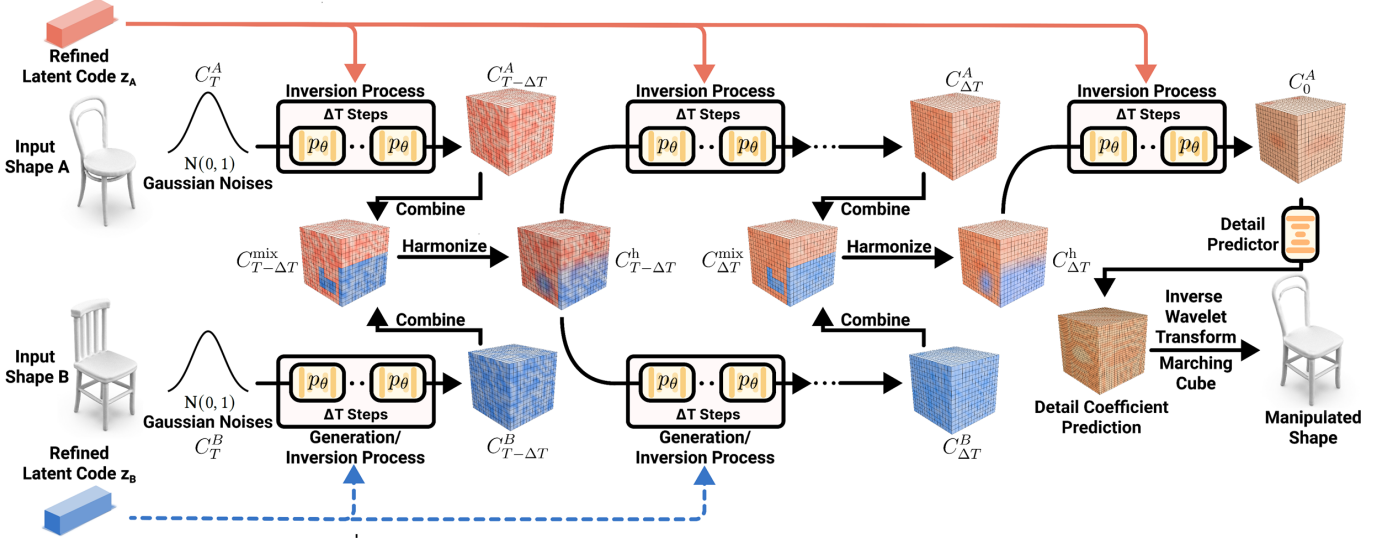 Refined
Latent Code z_A
Input
Shape A
C_T^A
N(0, 1)
Gaussian Noises
Inversion Process
ΔT Steps
p_θ ·· p_θ
C_{T-ΔT}^A
Inversion Process
ΔT Steps
p_θ ·· p_θ
C_{ΔT}^A
Inversion Process
ΔT Steps
p_θ ·· p_θ
C_0^A
Combine
C_{T-ΔT}^{mix}
Harmonize
C_{T-ΔT}^h
Combine
C_{ΔT}^{mix}
Harmonize
C_{ΔT}^h
Detail
Predictor
Combine
Combine
Inverse
Wavelet
Transform
Marching
Cube
Detail Coefficient
Prediction
Manipulated
Shape
Input
Shape B
N(0, 1)
Gaussian Noises
C_T^B
p_θ ·· p_θ
ΔT Steps
Generation/
Inversion Process
C_{T-ΔT}^B
p_θ ·· p_θ
ΔT Steps
Generation/
Inversion Process
C_{ΔT}^B
Refined
Latent Code z_B